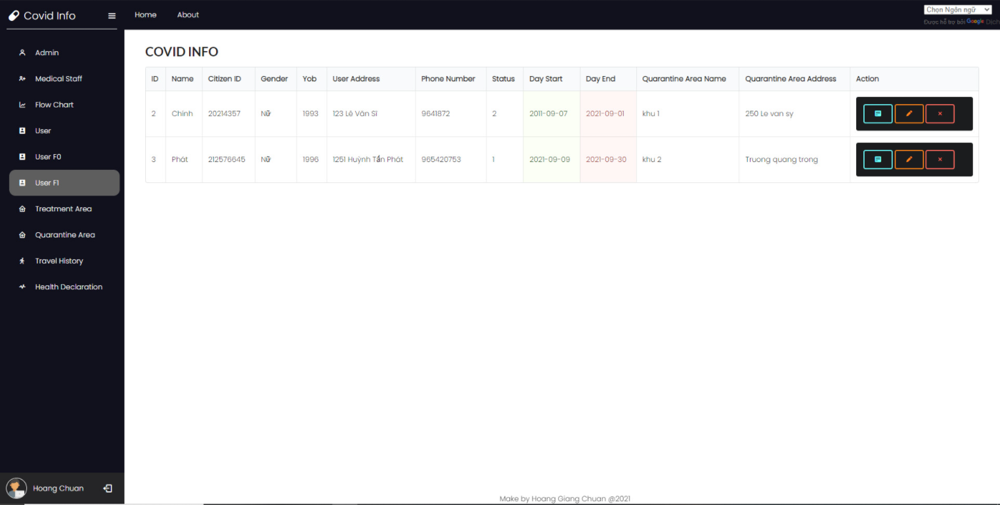 Covid Info
Home About
Chọn Ngôn ngữ
Được hỗ trợ bởi Google Dịch
Admin
Medical Staff
Flow Chart
User
User F0
User F1
Treatment Area
Quarantine Area
Travel History
Health Declaration
Hoang Chuan
COVID INFO
ID Name Citizen ID Gender Yob User Address Phone Number Status Day Start Day End Quarantine Area Name Quarantine Area Address Action
2 Chinh 20214357 Nữ 1993 123 Lê Văn Sĩ 9641872 2 2011-09-07 2021-09-01 khu 1 250 Le van sy
3 Phát 212576645 Nữ 1996 1251 Huỳnh Tấn Phát 965420753 1 2021-09-09 2021-09-30 khu 2 Truong quang trong
Make by Hoang Giang Chuan @2021